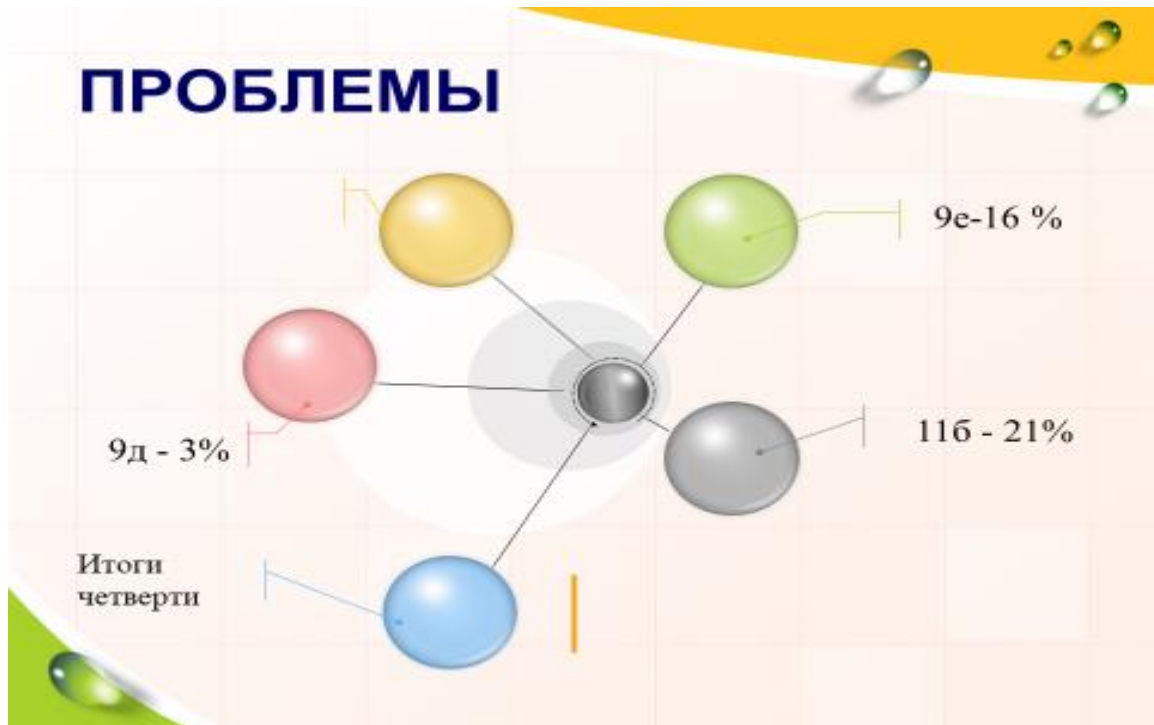 ПРОБЛЕМЫ
9е-16 %
9д - 3%
11б - 21%
Итоги
четверти